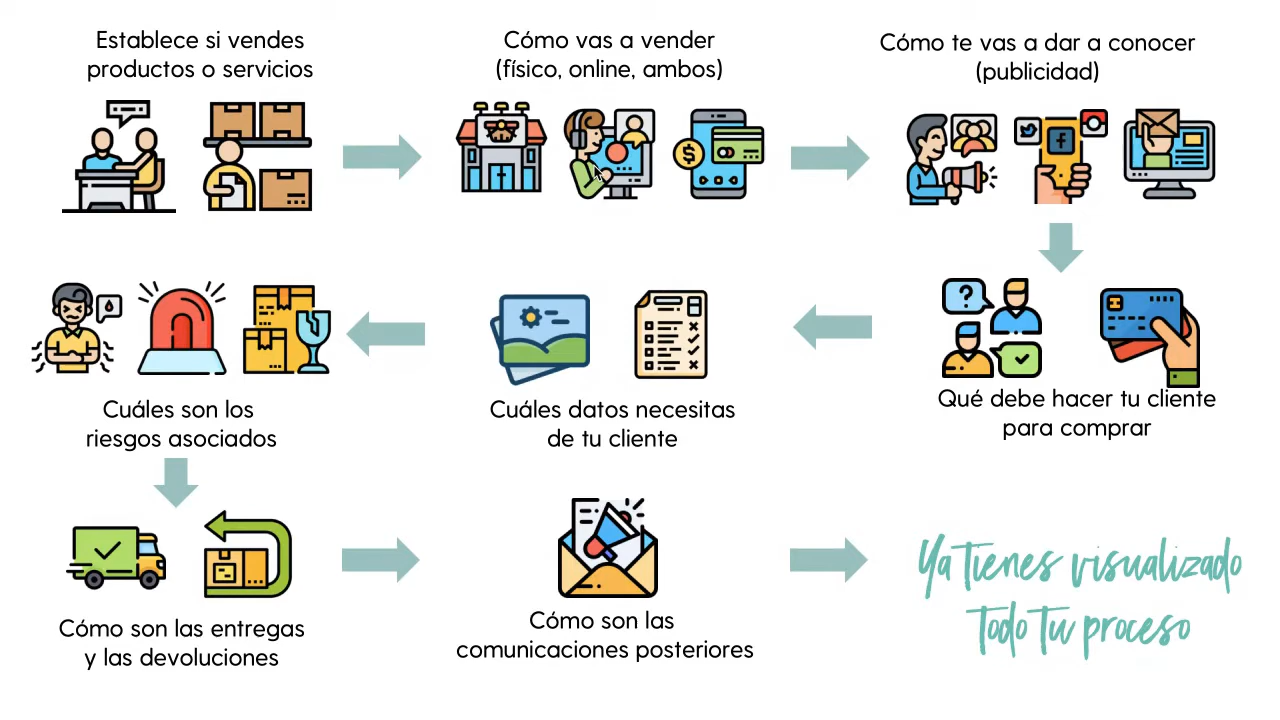 Establece si vendes
productos o servicios
Cómo vas a vender
(físico, online, ambos)
Cómo te vas a dar a conocer
(publicidad)
Qué debe hacer tu cliente
para comprar
Cuáles datos necesitas
de tu cliente
Cuáles son los
riesgos asociados
Cómo son las entregas
y las devoluciones
Cómo son las
comunicaciones posteriores
Ya tienes visualizado
todo tu proceso